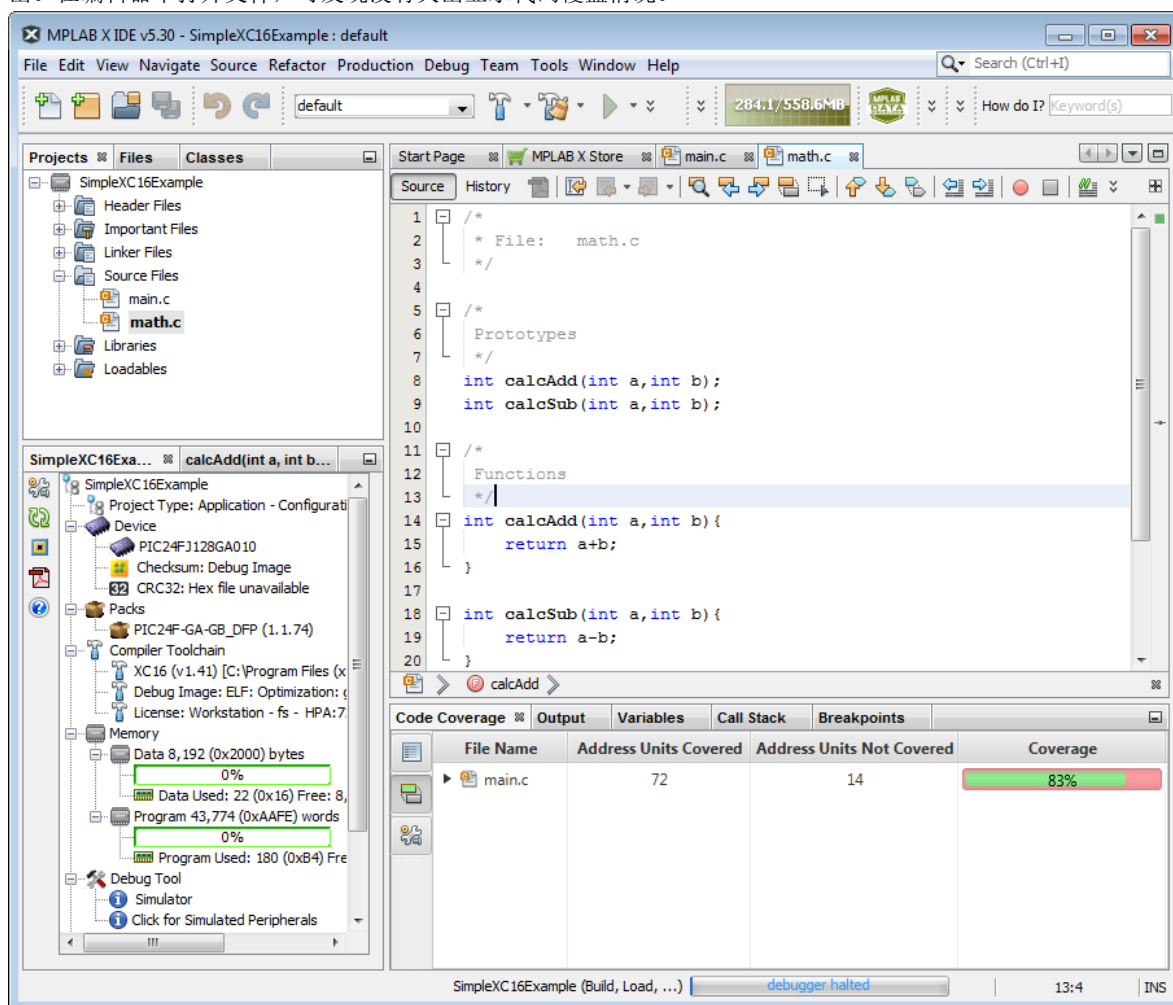 MPLAB X IDE v5.30 - SimpleXC16Example : default
File Edit View Navigate Source Refactor Production Debug Team Tools Window Help
Search (Ctrl+I)
default
284.1/558.6MB
How do I? Keyword(s)
Projects Files Classes
SimpleXC16Example
Header Files
Important Files
Linker Files
Source Files
main.c
math.c
Libraries
Loadables
SimpleXC16Exa... calcAdd(int a, int b...
SimpleXC16Example
Project Type: Application - Configurati
Device
PIC24FJ128GA010
Checksum: Debug Image
CRC32: Hex file unavailable
Packs
PIC24F-GA-GB_DFP (1.1.74)
Compiler Toolchain
XC16 (v1.41) [C:\Program Files (x
Debug Image: ELF: Optimization: g
License: Workstation - fs - HPA:7
Memory
Data 8,192 (0x2000) bytes
0%
Data Used: 22 (0x16) Free: 8,
Program 43,774 (0xAAFE) words
0%
Program Used: 180 (0xB4) Fre
Debug Tool
Simulator
Click for Simulated Peripherals
Start Page MPLAB X Store main.c math.c
Source History
1 /*
2 * File: math.c
3 */
4
5 /*
6 Prototypes
7 */
8 int calcAdd(int a,int b);
9 int calcSub(int a,int b);
10
11 /*
12 Functions
13 */
14 int calcAdd(int a,int b){
15 return a+b;
16 }
17
18 int calcSub(int a,int b){
19 return a-b;
20 }
calcAdd
Code Coverage Output Variables Call Stack Breakpoints
File Name Address Units Covered Address Units Not Covered Coverage
main.c 72 14 83%
SimpleXC16Example (Build, Load, ...) debugger halted 13:4 INS